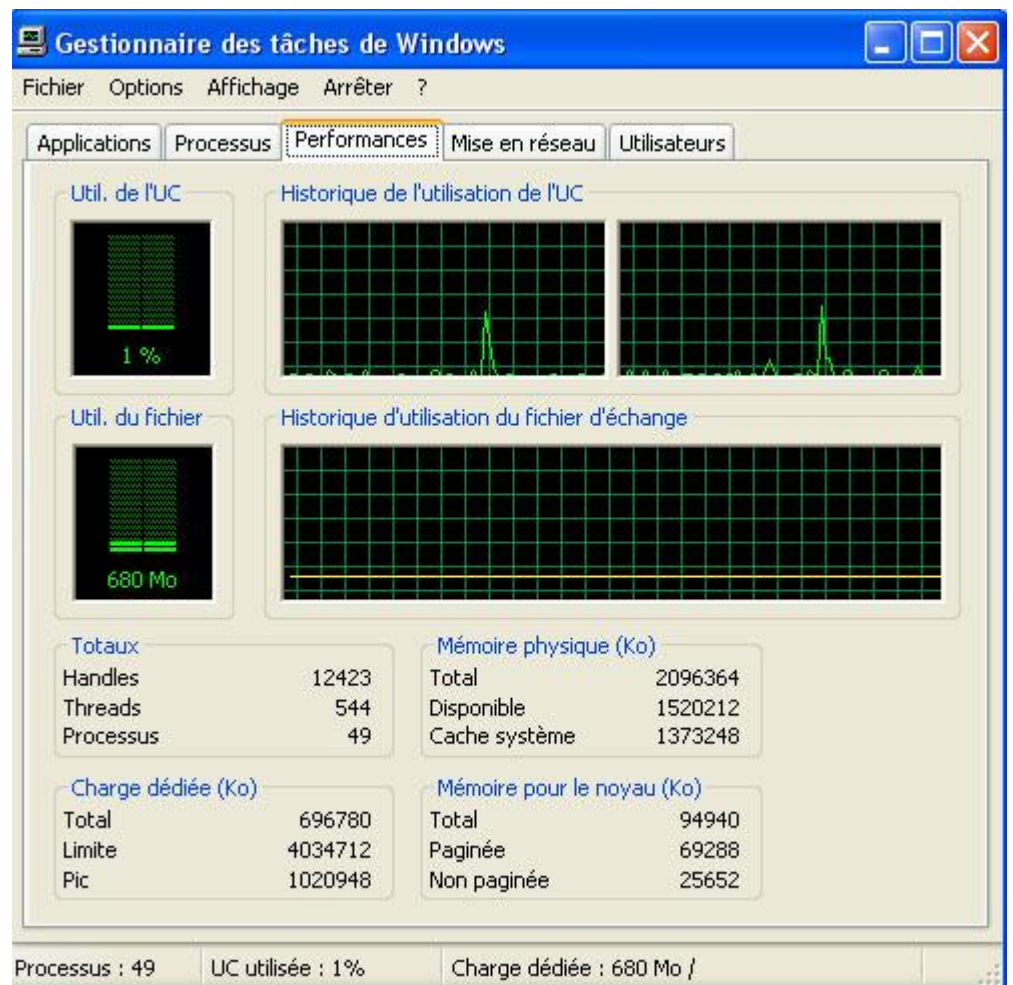 Gestionnaire des tâches de Windows
Fichier Options Affichage Arrêter ?
Applications Processus Performances Mise en réseau Utilisateurs
Util. de l'UC Historique de l'utilisation de l'UC
1 %
Util. du fichier Historique d'utilisation du fichier d'échange
680 Mo
Totaux Mémoire physique (Ko)
Handles 12423 Total 2096364
Threads 544 Disponible 1520212
Processus 49 Cache système 1373248
Charge dédiée (Ko) Mémoire pour le noyau (Ko)
Total 696780 Total 94940
Limite 4034712 Paginée 69288
Pic 1020948 Non paginée 25652
Processus : 49 UC utilisée : 1% Charge dédiée : 680 Mo /